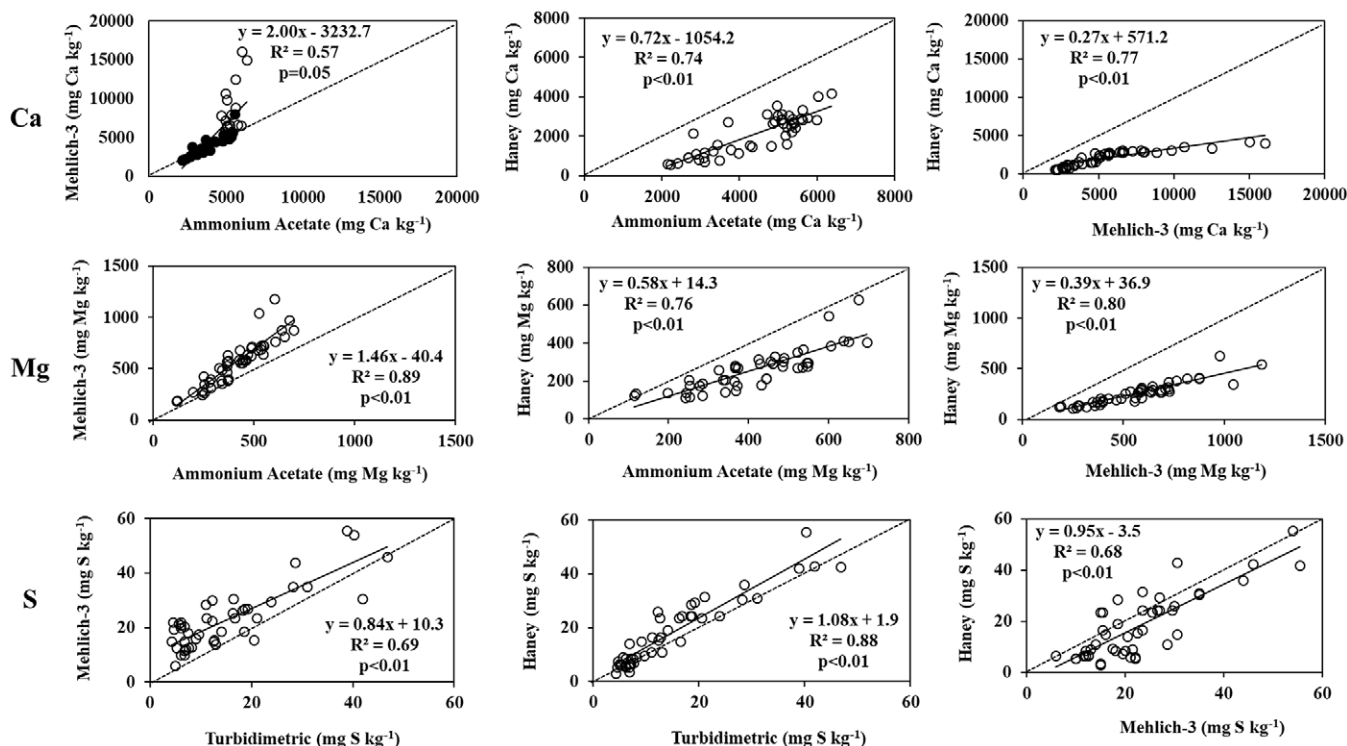 Ca
Mehlich-3 (mg Ca kg-1)
20000
15000
10000
5000
0
y = 2.00x - 3232.7
R² = 0.57
p=0.05
0 5000 10000 15000 20000
Ammonium Acetate (mg Ca kg-1)
Haney (mg Ca kg-1)
8000
6000
4000
2000
0
y = 0.72x - 1054.2
R² = 0.74
p<0.01
0 2000 4000 6000 8000
Ammonium Acetate (mg Ca kg-1)
Haney (mg Ca kg-1)
20000
15000
10000
5000
0
y = 0.27x + 571.2
R² = 0.77
p<0.01
0 5000 10000 15000 20000
Mehlich-3 (mg Ca kg-1)
Mg
Mehlich-3 (mg Mg kg-1)
1500
1000
500
0
y = 1.46x - 40.4
R² = 0.89
p<0.01
0 500 1000 1500
Ammonium Acetate (mg Mg kg-1)
Haney (mg Mg kg-1)
800
600
400
200
0
y = 0.58x + 14.3
R² = 0.76
p<0.01
0 200 400 600 800
Ammonium Acetate (mg Mg kg-1)
Haney (mg Mg kg-1)
1500
1000
500
0
y = 0.39x + 36.9
R² = 0.80
p<0.01
0 500 1000 1500
Mehlich-3 (mg Mg kg-1)
S
Mehlich-3 (mg S kg-1)
60
40
20
0
y = 0.84x + 10.3
R² = 0.69
p<0.01
0 20 40 60
Turbidimetric (mg S kg-1)
Haney (mg S kg-1)
60
40
20
0
y = 1.08x + 1.9
R² = 0.88
p<0.01
0 20 40 60
Turbidimetric (mg S kg-1)
Haney (mg S kg-1)
60
40
20
0
y = 0.95x - 3.5
R² = 0.68
p<0.01
0 20 40 60
Mehlich-3 (mg S kg-1)